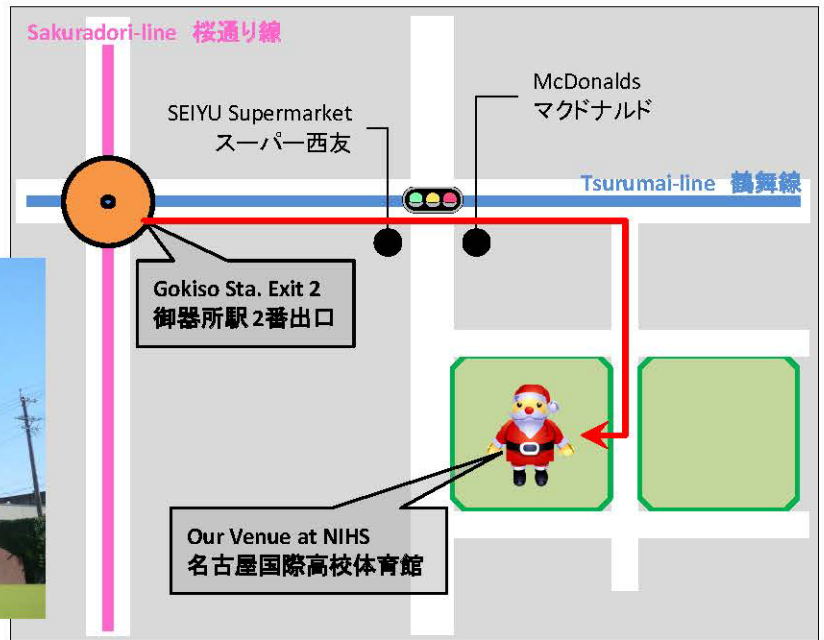 Sakuradori-line 桜通り線
McDonalds
マクドナルド
SEIYU Supermarket
スーパー西友
Tsurumai-line 鶴舞線
Gokiso Sta. Exit 2
御器所駅 2番出口
Our Venue at NIHS
名古屋国際高校体育館